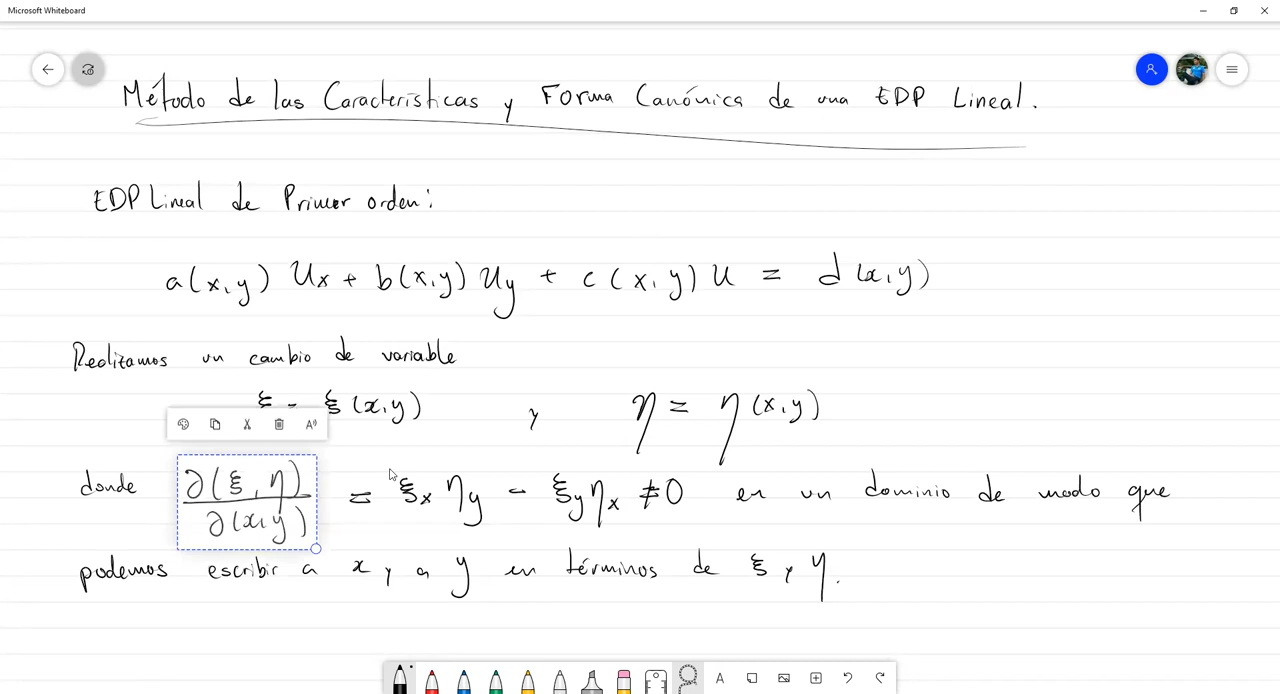 Microsoft Whiteboard
Método de las Características y Forma Canónica de una EDP Lineal.
EDP Lineal de Primer orden:
a(x,y) Ux + b(x,y) Uy + c(x,y) U = d(x,y)
Realizamos un cambio de variable
ξ = ξ(x,y) y η = η(x,y)
donde ∂(ξ,η)/∂(x,y) = ξx ηy - ξy ηx ≠ 0 en un dominio de modo que
podemos escribir a x y a y en términos de ξ y η.